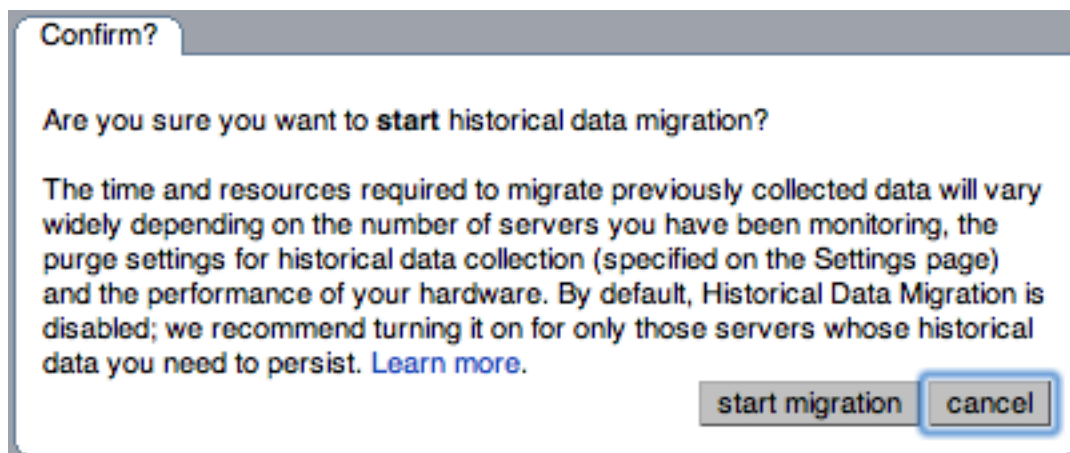 Confirm?
Are you sure you want to start historical data migration?
The time and resources required to migrate previously collected data will vary
widely depending on the number of servers you have been monitoring, the
purge settings for historical data collection (specified on the Settings page)
and the performance of your hardware. By default, Historical Data Migration is
disabled; we recommend turning it on for only those servers whose historical
data you need to persist. Learn more.
start migration cancel